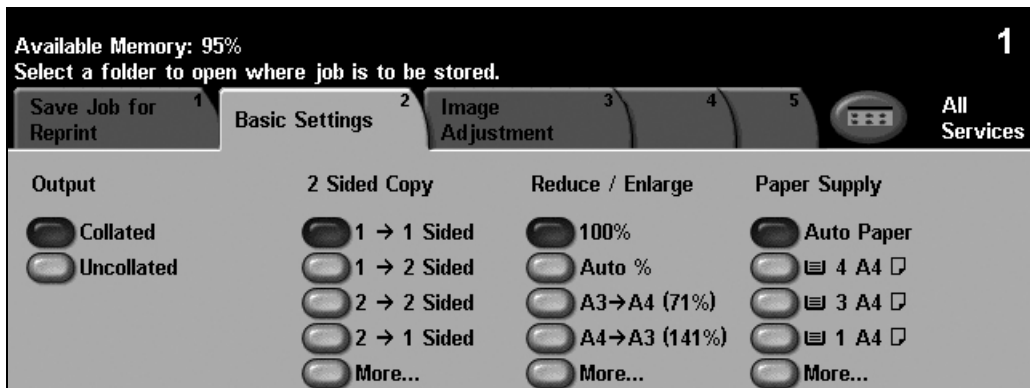 Available Memory: 95%
1
Select a folder to open where job is to be stored.
Save Job for Reprint 1
Basic Settings 2
Image Adjustment 3
4
5
All Services
Output
Collated
Uncollated
2 Sided Copy
1 → 1 Sided
1 → 2 Sided
2 → 2 Sided
2 → 1 Sided
More...
Reduce / Enlarge
100%
Auto %
A3→A4 (71%)
A4→A3 (141%)
More...
Paper Supply
Auto Paper
4 A4
3 A4
1 A4
More...